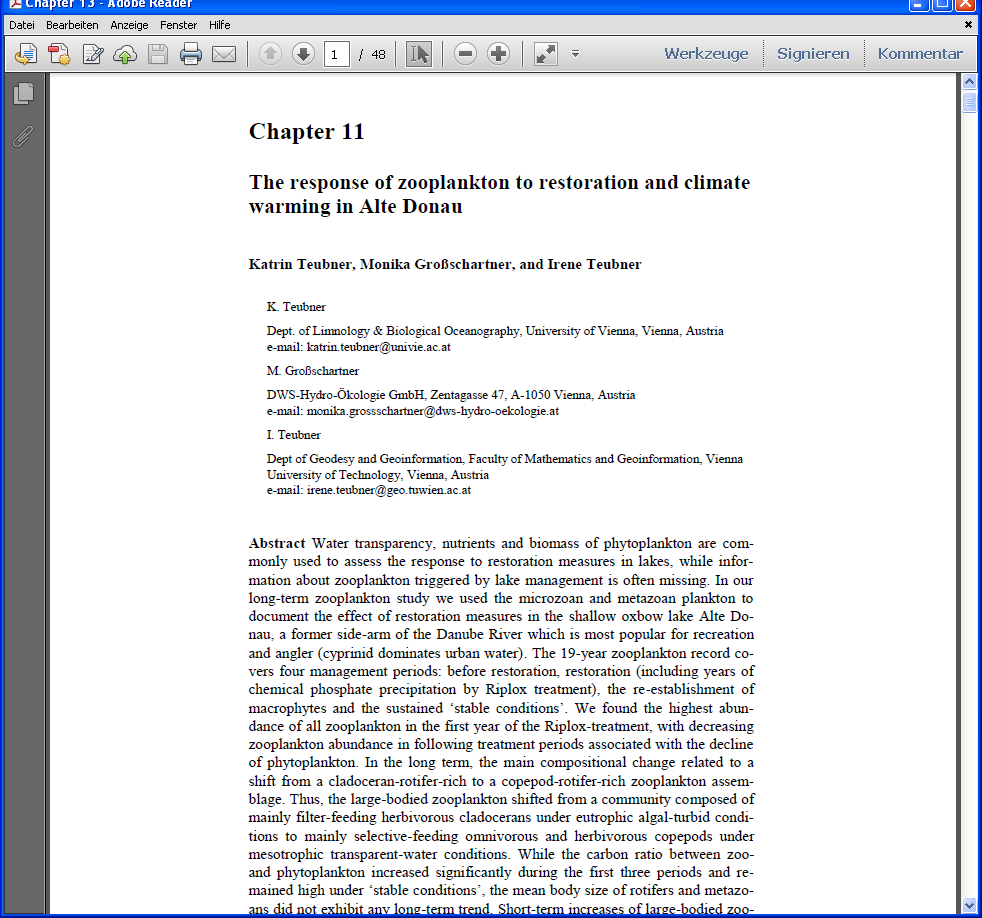 Chapter 13 - Adobe Reader
Datei Bearbeiten Anzeige Fenster Hilfe
1 / 48 Werkzeuge Signieren Kommentar
Chapter 11
The response of zooplankton to restoration and climate
warming in Alte Donau
Katrin Teubner, Monika Großschartner, and Irene Teubner
K. Teubner
Dept. of Limnology & Biological Oceanography, University of Vienna, Vienna, Austria
e-mail: katrin.teubner@univie.ac.at
M. Großschartner
DWS-Hydro-Ökologie GmbH, Zentagasse 47, A-1050 Vienna, Austria
e-mail: monika.grossschartner@dws-hydro-oekologie.at
I. Teubner
Dept of Geodesy and Geoinformation, Faculty of Mathematics and Geoinformation, Vienna
University of Technology, Vienna, Austria
e-mail: irene.teubner@geo.tuwien.ac.at
Abstract Water transparency, nutrients and biomass of phytoplankton are com-
monly used to assess the response to restoration measures in lakes, while infor-
mation about zooplankton triggered by lake management is often missing. In our
long-term zooplankton study we used the microzoan and metazoan plankton to
document the effect of restoration measures in the shallow oxbow lake Alte Do-
nau, a former side-arm of the Danube River which is most popular for recreation
and angler (cyprinid dominates urban water). The 19-year zooplankton record co-
vers four management periods: before restoration, restoration (including years of
chemical phosphate precipitation by Riplox treatment), the re-establishment of
macrophytes and the sustained ‘stable conditions’. We found the highest abun-
dance of all zooplankton in the first year of the Riplox-treatment, with decreasing
zooplankton abundance in following treatment periods associated with the decline
of phytoplankton. In the long term, the main compositional change related to a
shift from a cladoceran-rotifer-rich to a copepod-rotifer-rich zooplankton assem-
blage. Thus, the large-bodied zooplankton shifted from a community composed of
mainly filter-feeding herbivorous cladocerans under eutrophic algal-turbid condi-
tions to mainly selective-feeding omnivorous and herbivorous copepods under
mesotrophic transparent-water conditions. While the carbon ratio between zoo-
and phytoplankton increased significantly during the first three periods and re-
mained high under ‘stable conditions’, the mean body size of rotifers and metazo-
ans did not exhibit any long-term trend. Short-term increases of large-bodied zoo-